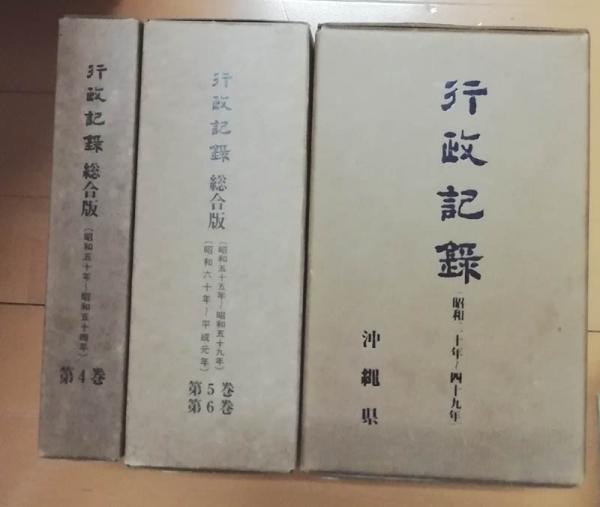 行政記録 総合版
(昭和五十年～昭和五十四年)
第4巻
行政記録 総合版
(昭和五十五年～昭和五十九年)
(昭和六十年～平成元年)
第5巻
第6巻
行政記録
昭和二十年～四十九年
沖縄県